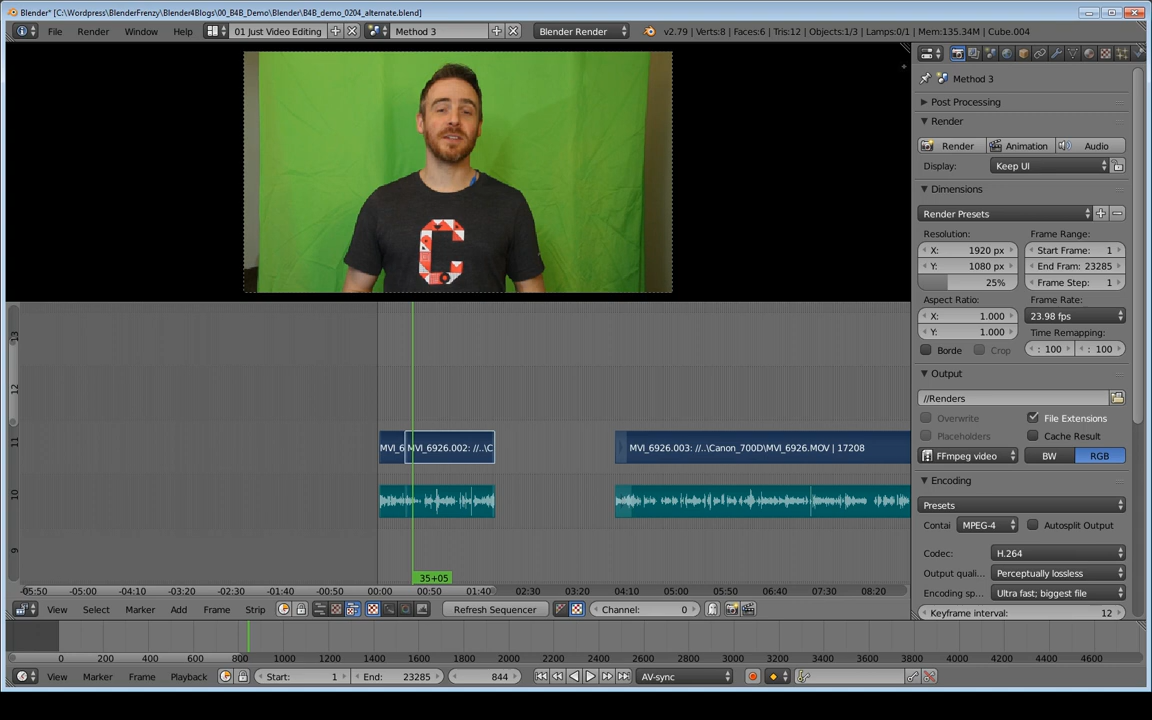 Blender* [C:\Wordpress\BlenderFrenzy\Blender4Blogs\00_B4B_Demo\Blender\B4B_demo_0204_alternate.blend]
File Render Window Help 01 Just Video Editing Method 3 Blender Render v2.79 | Verts:8 | Faces:6 | Tris:12 | Objects:1/3 | Lamps:0/1 | Mem:135.34M | Cube.004
Method 3
Post Processing
Render
Render Animation Audio
Display: Keep UI
Dimensions
Render Presets
Resolution: Frame Range:
X: 1920 px Start Frame: 1
Y: 1080 px End Fram: 23285
25% Frame Step: 1
Aspect Ratio: Frame Rate:
X: 1.000 23.98 fps
Y: 1.000 Time Remapping:
Borde Crop : 100 : 100
Output
//Renders
Overwrite File Extensions
Placeholders Cache Result
FFmpeg video BW RGB
Encoding
Presets
Contai MPEG-4 Autosplit Output
Codec: H.264
Output quali... Perceptually lossless
Encoding sp... Ultra fast; biggest file
Keyframe interval: 12
C
13
12
11
MVI_6 MVI_6926.002: //..\C MVI_6926.003: //..\Canon_700D\MVI_6926.MOV | 17208
10
9
35+05
-05:50 -05:00 -04:10 -03:20 -02:30 -01:40 -00:50 00:00 00:50 01:40 02:30 03:20 04:10 05:00 05:50 06:40 07:30 08:20
View Select Marker Add Frame Strip Refresh Sequencer Channel: 0
0 200 400 600 800 1000 1200 1400 1600 1800 2000 2200 2400 2600 2800 3000 3200 3400 3600 3800 4000 4200 4400 4600
View Marker Frame Playback Start: 1 End: 23285 844 AV-sync